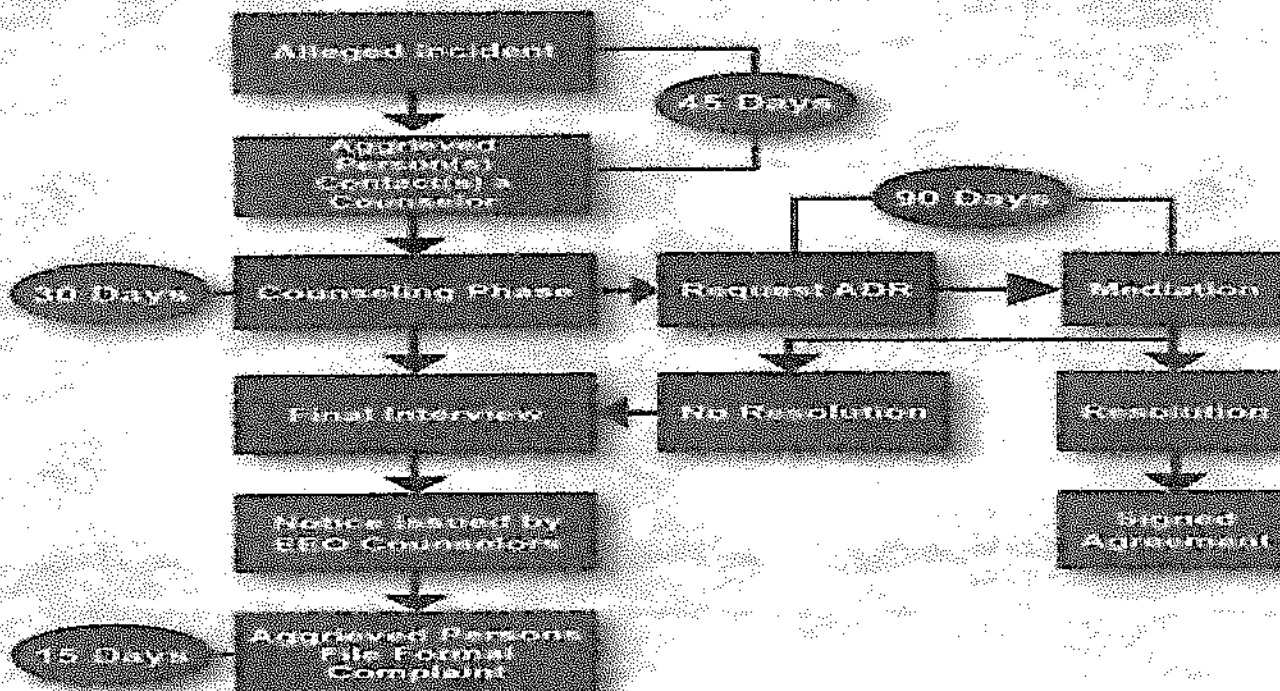 Alleged Incident
45 Days
Aggrieved
Person(s)
Contact(s) a
Counselor
90 Days
30 Days
Counseling Phase
Request ADR
Mediation
Final Interview
No Resolution
Resolution
Notice issued by
EEO Counselors
Signed
Agreement
15 Days
Aggrieved Persons
File Formal
Complaint